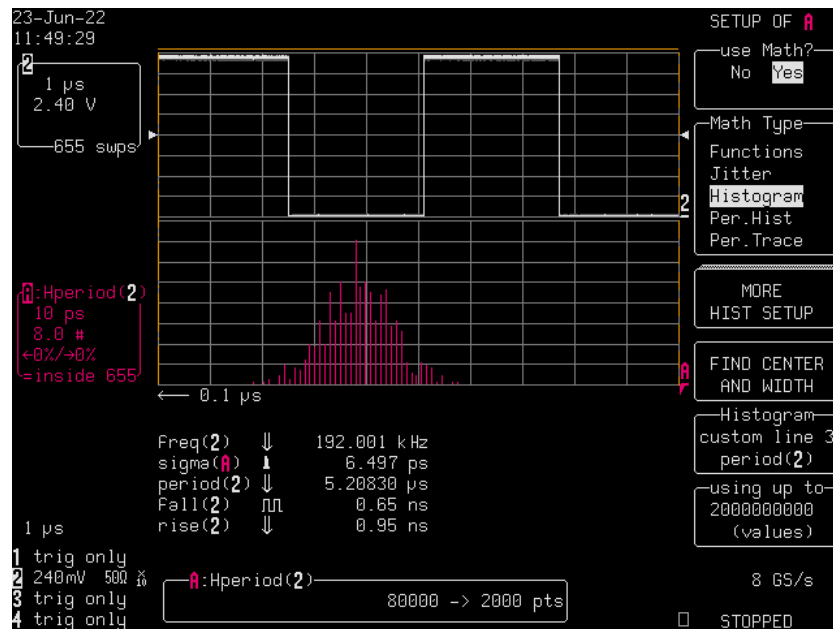 23-Jun-22
11:49:29
2
1 µs
2.40 V
655 swps
2
A:Hperiod(2)
10 ps
8.0 #
←0%/→0%
=inside 655
A
← 0.1 µs
Freq(2) ⇓ 192.001 kHz
sigma(A) 6.497 ps
period(2) ⇓ 5.20830 µs
Fall(2) 0.65 ns
rise(2) ⇓ 0.95 ns
1 µs
1 trig only
2 240mV 50Ω X10
3 trig only
4 trig only
A:Hperiod(2)
80000 -> 2000 pts
SETUP OF A
use Math?
No Yes
Math Type
Functions
Jitter
Histogram
Per.Hist
Per.Trace
MORE
HIST SETUP
FIND CENTER
AND WIDTH
Histogram
custom line 3
period(2)
using up to
2000000000
(values)
8 GS/s
STOPPED